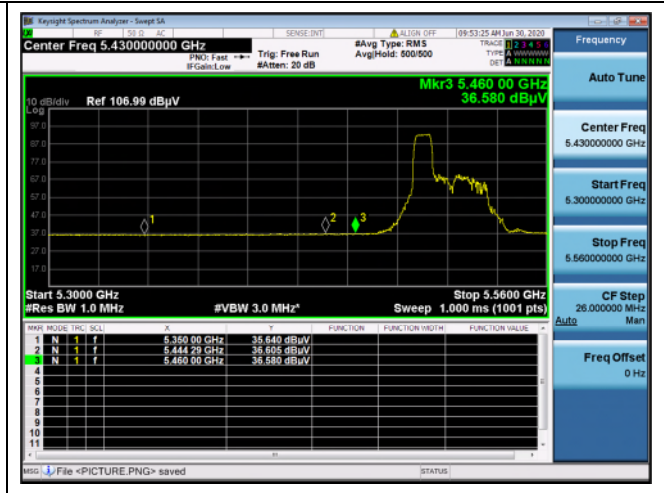 Keysight Spectrum Analyzer - Swept SA
RF 50 Ω AC SENSE:INT ALIGN OFF 09:53:25 AM Jun 30, 2020
Center Freq 5.430000000 GHz
PNO: Fast
IFGain:Low
Trig: Free Run
#Atten: 20 dB
#Avg Type: RMS
Avg|Hold: 500/500
TRACE 1 2 3 4 5 6
TYPE A WWWWW
DET A N N N N N
Mkr3 5.460 00 GHz
36.580 dBµV
10 dB/div Ref 106.99 dBµV
Log
97.0
87.0
77.0
67.0
57.0
47.0
37.0
27.0
17.0
1
2
3
Start 5.3000 GHz Stop 5.5600 GHz
#Res BW 1.0 MHz #VBW 3.0 MHz* Sweep 1.000 ms (1001 pts)
MKR MODE TRC SCL X Y FUNCTION FUNCTION WIDTH FUNCTION VALUE
1 N 1 f 5.350 00 GHz 35.640 dBµV
2 N 1 f 5.444 29 GHz 36.605 dBµV
3 N 1 f 5.460 00 GHz 36.580 dBµV
4
5
6
7
8
9
10
11
MSG File <PICTURE.PNG> saved STATUS
Frequency
Auto Tune
Center Freq
5.430000000 GHz
Start Freq
5.300000000 GHz
Stop Freq
5.560000000 GHz
CF Step
26.000000 MHz
Auto Man
Freq Offset
0 Hz